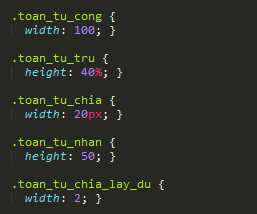 .toan_tu_cong {
  width: 100; }
.toan_tu_tru {
  height: 40%; }
.toan_tu_chia {
  width: 20px; }
.toan_tu_nhan {
  height: 50; }
.toan_tu_chia_lay_du {
  width: 2; }